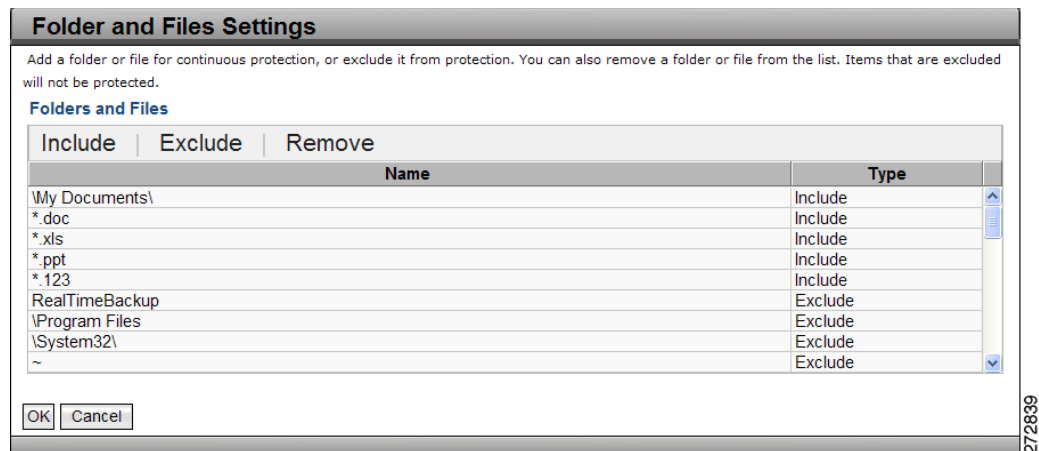 Folder and Files Settings
Add a folder or file for continuous protection, or exclude it from protection. You can also remove a folder or file from the list. Items that are excluded
will not be protected.
Folders and Files
Include | Exclude | Remove
Name Type
\My Documents\ Include
*.doc Include
*.xls Include
*.ppt Include
*.123 Include
RealTimeBackup Exclude
\Program Files Exclude
\System32\ Exclude
~ Exclude
OK Cancel
272839